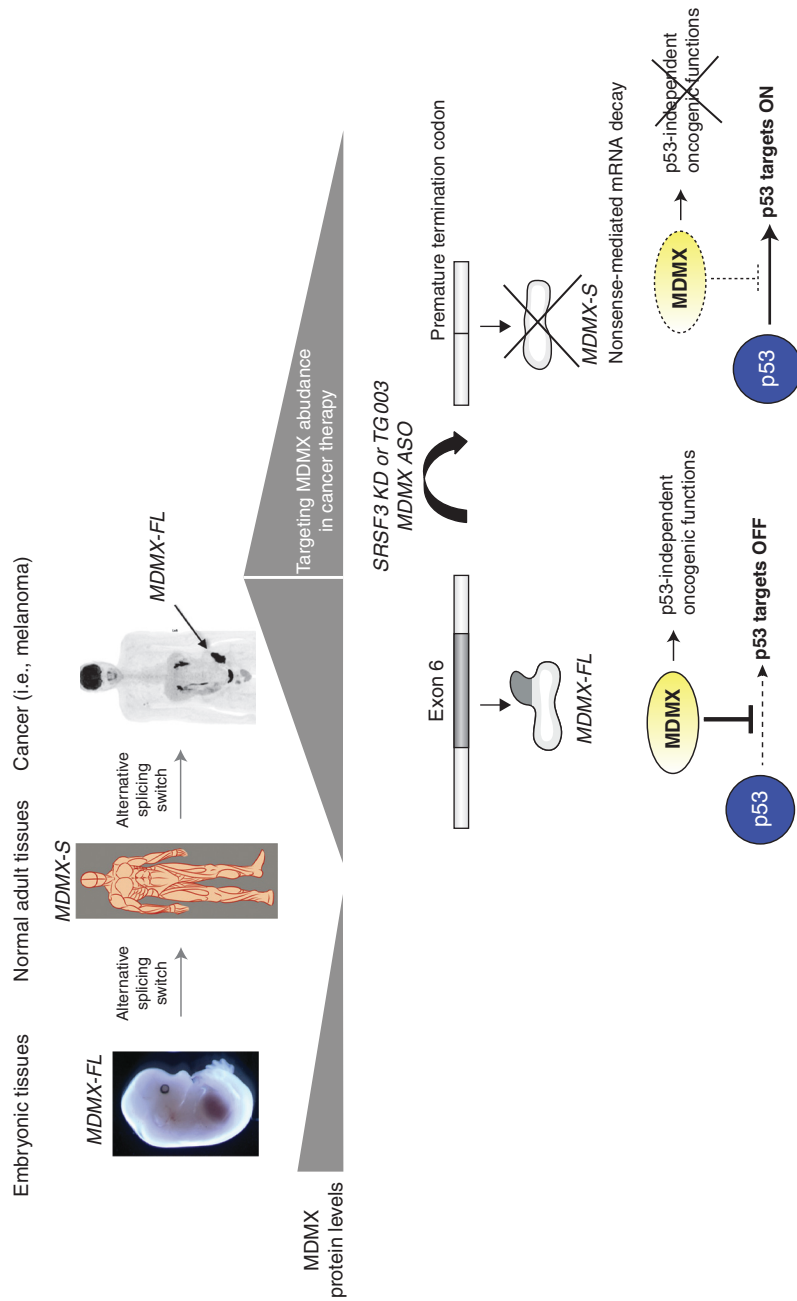 Embryonic tissues
Normal adult tissues
Cancer (i.e., melanoma)
MDMX-FL
Alternative
splicing
switch
MDMX-S
Alternative
splicing
switch
MDMX-FL
MDMX
protein levels
Targeting MDMX abudance
in cancer therapy
SRSF3 KD or TG003
MDMX ASO
Exon 6
MDMX-FL
Premature termination codon
MDMX-S
Nonsense-mediated mRNA decay
MDMX
p53-independent
oncogenic functions
p53
p53 targets OFF
MDMX
p53-independent
oncogenic functions
p53
p53 targets ON